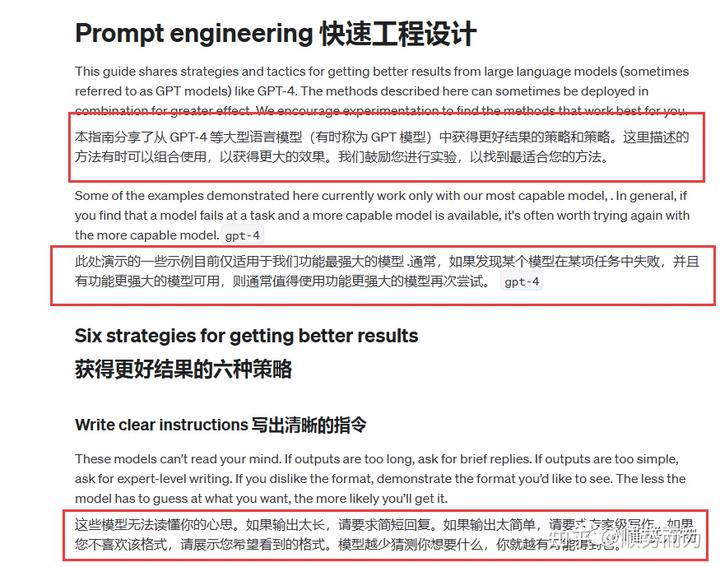 Prompt engineering 快速工程设计
This guide shares strategies and tactics for getting better results from large language models (sometimes
referred to as GPT models) like GPT-4. The methods described here can sometimes be deployed in
combination for greater effect. We encourage experimentation to find the methods that work best for you.
本指南分享了从 GPT-4 等大型语言模型（有时称为 GPT 模型）中获得更好结果的策略和策略。这里描述的
方法有时可以组合使用，以获得更大的效果。我们鼓励您进行实验，以找到最适合您的方法。
Some of the examples demonstrated here currently work only with our most capable model, . In general, if
you find that a model fails at a task and a more capable model is available, it's often worth trying again with
the more capable model. gpt-4
此处演示的一些示例目前仅适用于我们功能最强大的模型 .通常，如果发现某个模型在某项任务中失败，并且
有功能更强大的模型可用，则通常值得使用功能更强大的模型再次尝试。 gpt-4
Six strategies for getting better results
获得更好结果的六种策略
Write clear instructions 写出清晰的指令
These models can't read your mind. If outputs are too long, ask for brief replies. If outputs are too simple,
ask for expert-level writing. If you dislike the format, demonstrate the format you'd like to see. The less the
model has to guess at what you want, the more likely you'll get it.
这些模型无法读懂你的心思。如果输出太长，请要求简短回复。如果输出太简单，请要求专家级写作。如果
您不喜欢该格式，请展示您希望看到的格式。模型越少猜测你想要什么，你就越有可能得到它。
知乎